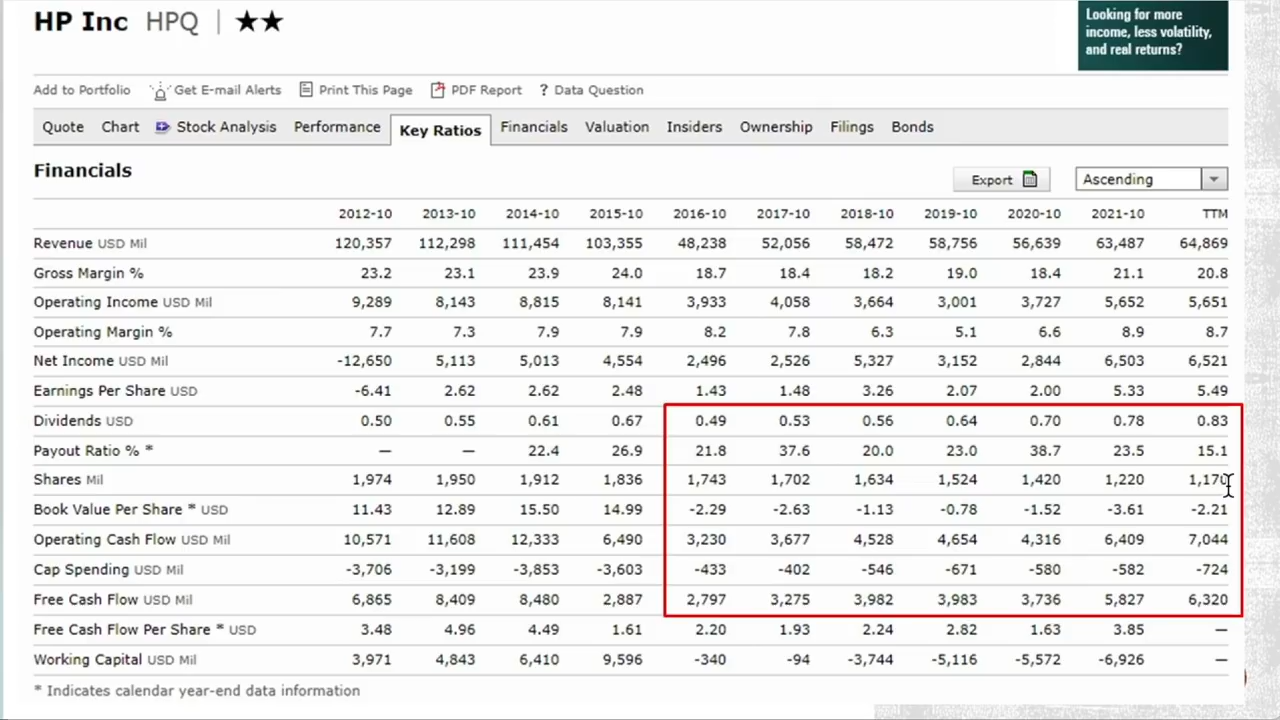 HP Inc HPQ | ★★
Looking for more
income, less volatility,
and real returns?
Add to Portfolio Get E-mail Alerts Print This Page PDF Report ? Data Question
Quote Chart Stock Analysis Performance Key Ratios Financials Valuation Insiders Ownership Filings Bonds
Financials
Export Ascending
2012-10 2013-10 2014-10 2015-10 2016-10 2017-10 2018-10 2019-10 2020-10 2021-10 TTM
Revenue USD Mil 120,357 112,298 111,454 103,355 48,238 52,056 58,472 58,756 56,639 63,487 64,869
Gross Margin % 23.2 23.1 23.9 24.0 18.7 18.4 18.2 19.0 18.4 21.1 20.8
Operating Income USD Mil 9,289 8,143 8,815 8,141 3,933 4,058 3,664 3,001 3,727 5,652 5,651
Operating Margin % 7.7 7.3 7.9 7.9 8.2 7.8 6.3 5.1 6.6 8.9 8.7
Net Income USD Mil -12,650 5,113 5,013 4,554 2,496 2,526 5,327 3,152 2,844 6,503 6,521
Earnings Per Share USD -6.41 2.62 2.62 2.48 1.43 1.48 3.26 2.07 2.00 5.33 5.49
Dividends USD 0.50 0.55 0.61 0.67 0.49 0.53 0.56 0.64 0.70 0.78 0.83
Payout Ratio % * — — 22.4 26.9 21.8 37.6 20.0 23.0 38.7 23.5 15.1
Shares Mil 1,974 1,950 1,912 1,836 1,743 1,702 1,634 1,524 1,420 1,220 1,170
Book Value Per Share * USD 11.43 12.89 15.50 14.99 -2.29 -2.63 -1.13 -0.78 -1.52 -3.61 -2.21
Operating Cash Flow USD Mil 10,571 11,608 12,333 6,490 3,230 3,677 4,528 4,654 4,316 6,409 7,044
Cap Spending USD Mil -3,706 -3,199 -3,853 -3,603 -433 -402 -546 -671 -580 -582 -724
Free Cash Flow USD Mil 6,865 8,409 8,480 2,887 2,797 3,275 3,982 3,983 3,736 5,827 6,320
Free Cash Flow Per Share * USD 3.48 4.96 4.49 1.61 2.20 1.93 2.24 2.82 1.63 3.85 —
Working Capital USD Mil 3,971 4,843 6,410 9,596 -340 -94 -3,744 -5,116 -5,572 -6,926 —
* Indicates calendar year-end data information